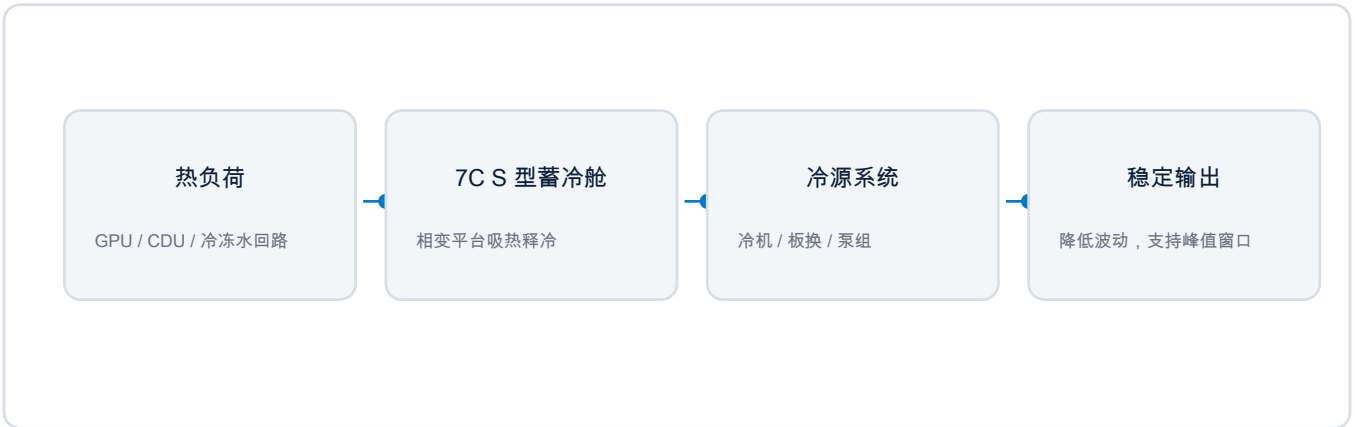 热负荷
GPU / CDU / 冷冻水回路
7C S 型蓄冷舱
相变平台吸热释冷
冷源系统
冷机 / 板换 / 泵组
稳定输出
降低波动，支持峰值窗口